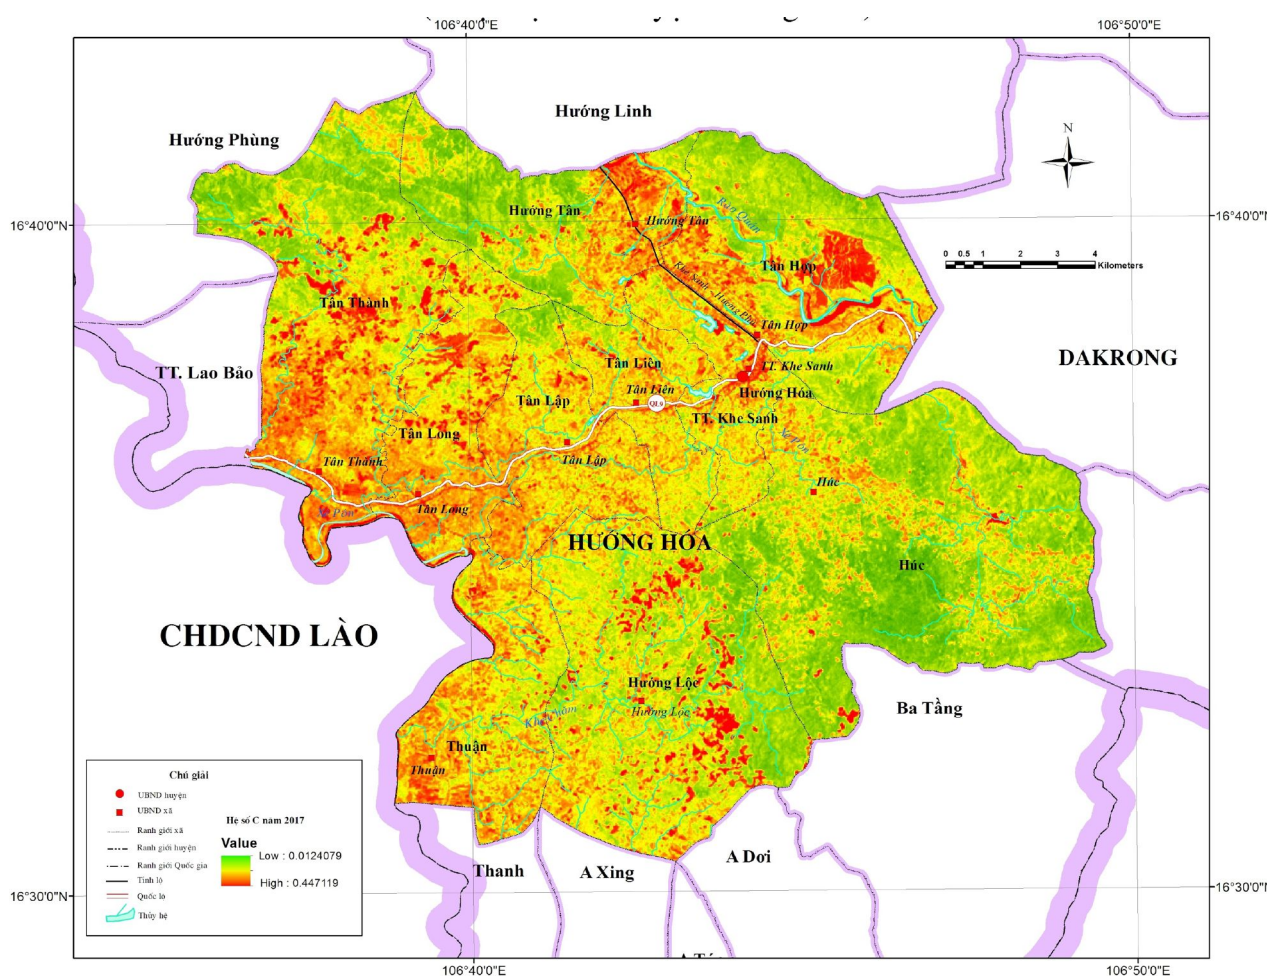 106°40'0"E
106°50'0"E
Hướng Linh
Hướng Phùng
N
Rào Quán
Hướng Tân
Hướng Tân
16°40'0"N
16°40'0"N
0 0.5 1 2 3 4
Kilometers
Tân Hợp
Tân Thành
Tân Hợp
DAKRONG
TT. Lao Bảo
Tân Liên
TT. Khe Sanh
Tân Liên
Hướng Hóa
Tân Lập
QL9
TT. Khe Sanh
Tân Long
Tân Lập
Tân Thành
Húc
Tân Long
HƯỚNG HÓA
Húc
CHDCND LÀO
Hướng Lộc
Hướng Lộc
Ba Tầng
Thuận
Thuận
Chú giải
UBND huyện
UBND xã
Ranh giới xã
Ranh giới huyện
Ranh giới Quốc gia
Tỉnh lộ
Quốc lộ
Thủy hệ
Hệ số C năm 2017
Value
Low : 0.0124079
High : 0.447119
A Dơi
Thanh
A Xing
16°30'0"N
16°30'0"N
106°40'0"E
106°50'0"E